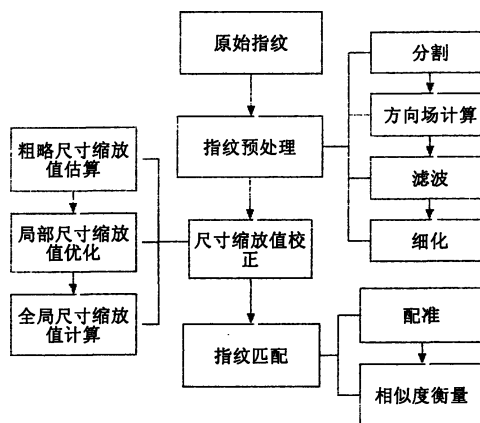 原始指纹
指纹预处理
分割
方向场计算
滤波
细化
粗略尺寸缩放
值估算
局部尺寸缩放
值优化
全局尺寸缩放
值计算
尺寸缩放值校
正
指纹匹配
配准
相似度衡量